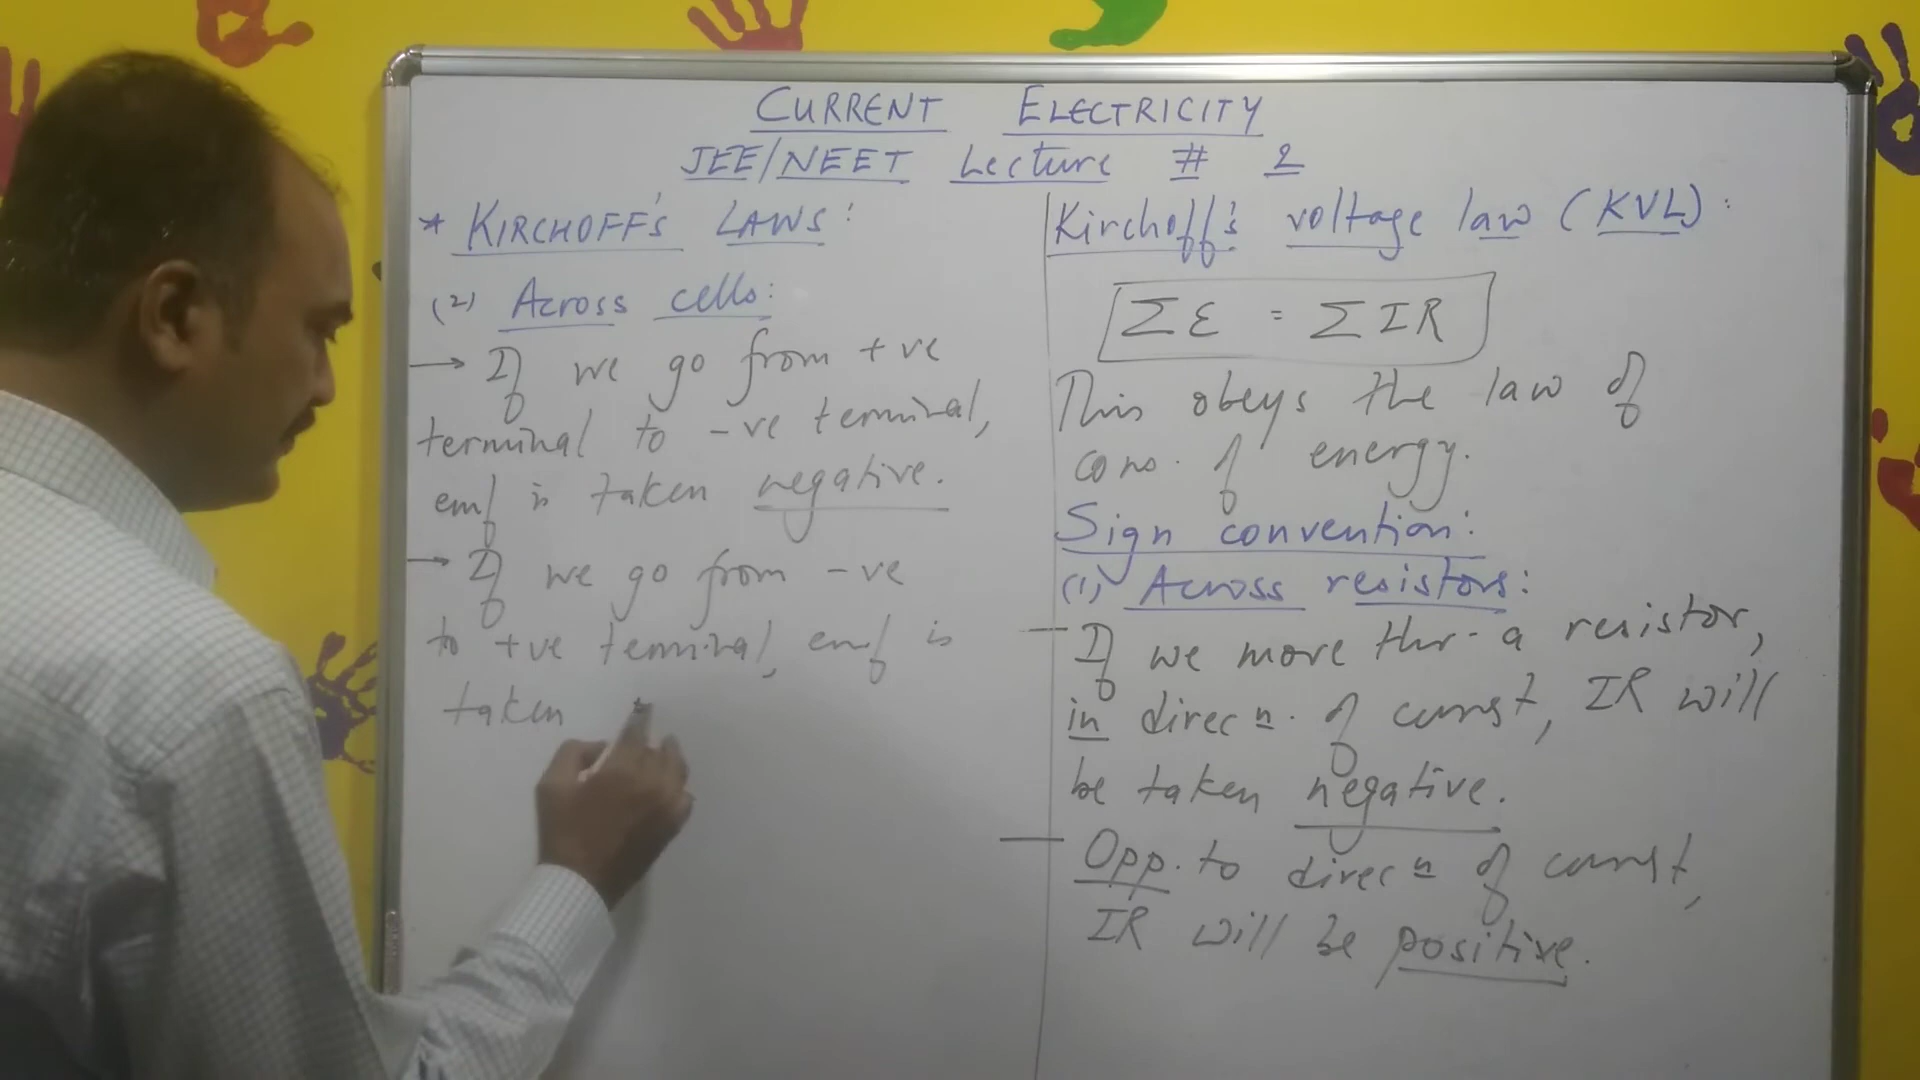 CURRENT ELECTRICITY
JEE/NEET Lecture # 2
* KIRCHOFF'S LAWS:
(2) Across cells:
→ If we go from +ve
terminal to -ve terminal,
emf is taken negative.
→ If we go from -ve
to +ve terminal, emf is
taken
Kirchoff's voltage law (KVL):
Σε = ΣIR
This obeys the law of
cons. of energy.
Sign convention:
(1) Across resistors:
— If we move thr. a resistor,
in direcn. of current, IR will
be taken negative.
— Opp. to direcn of current,
IR will be positive.